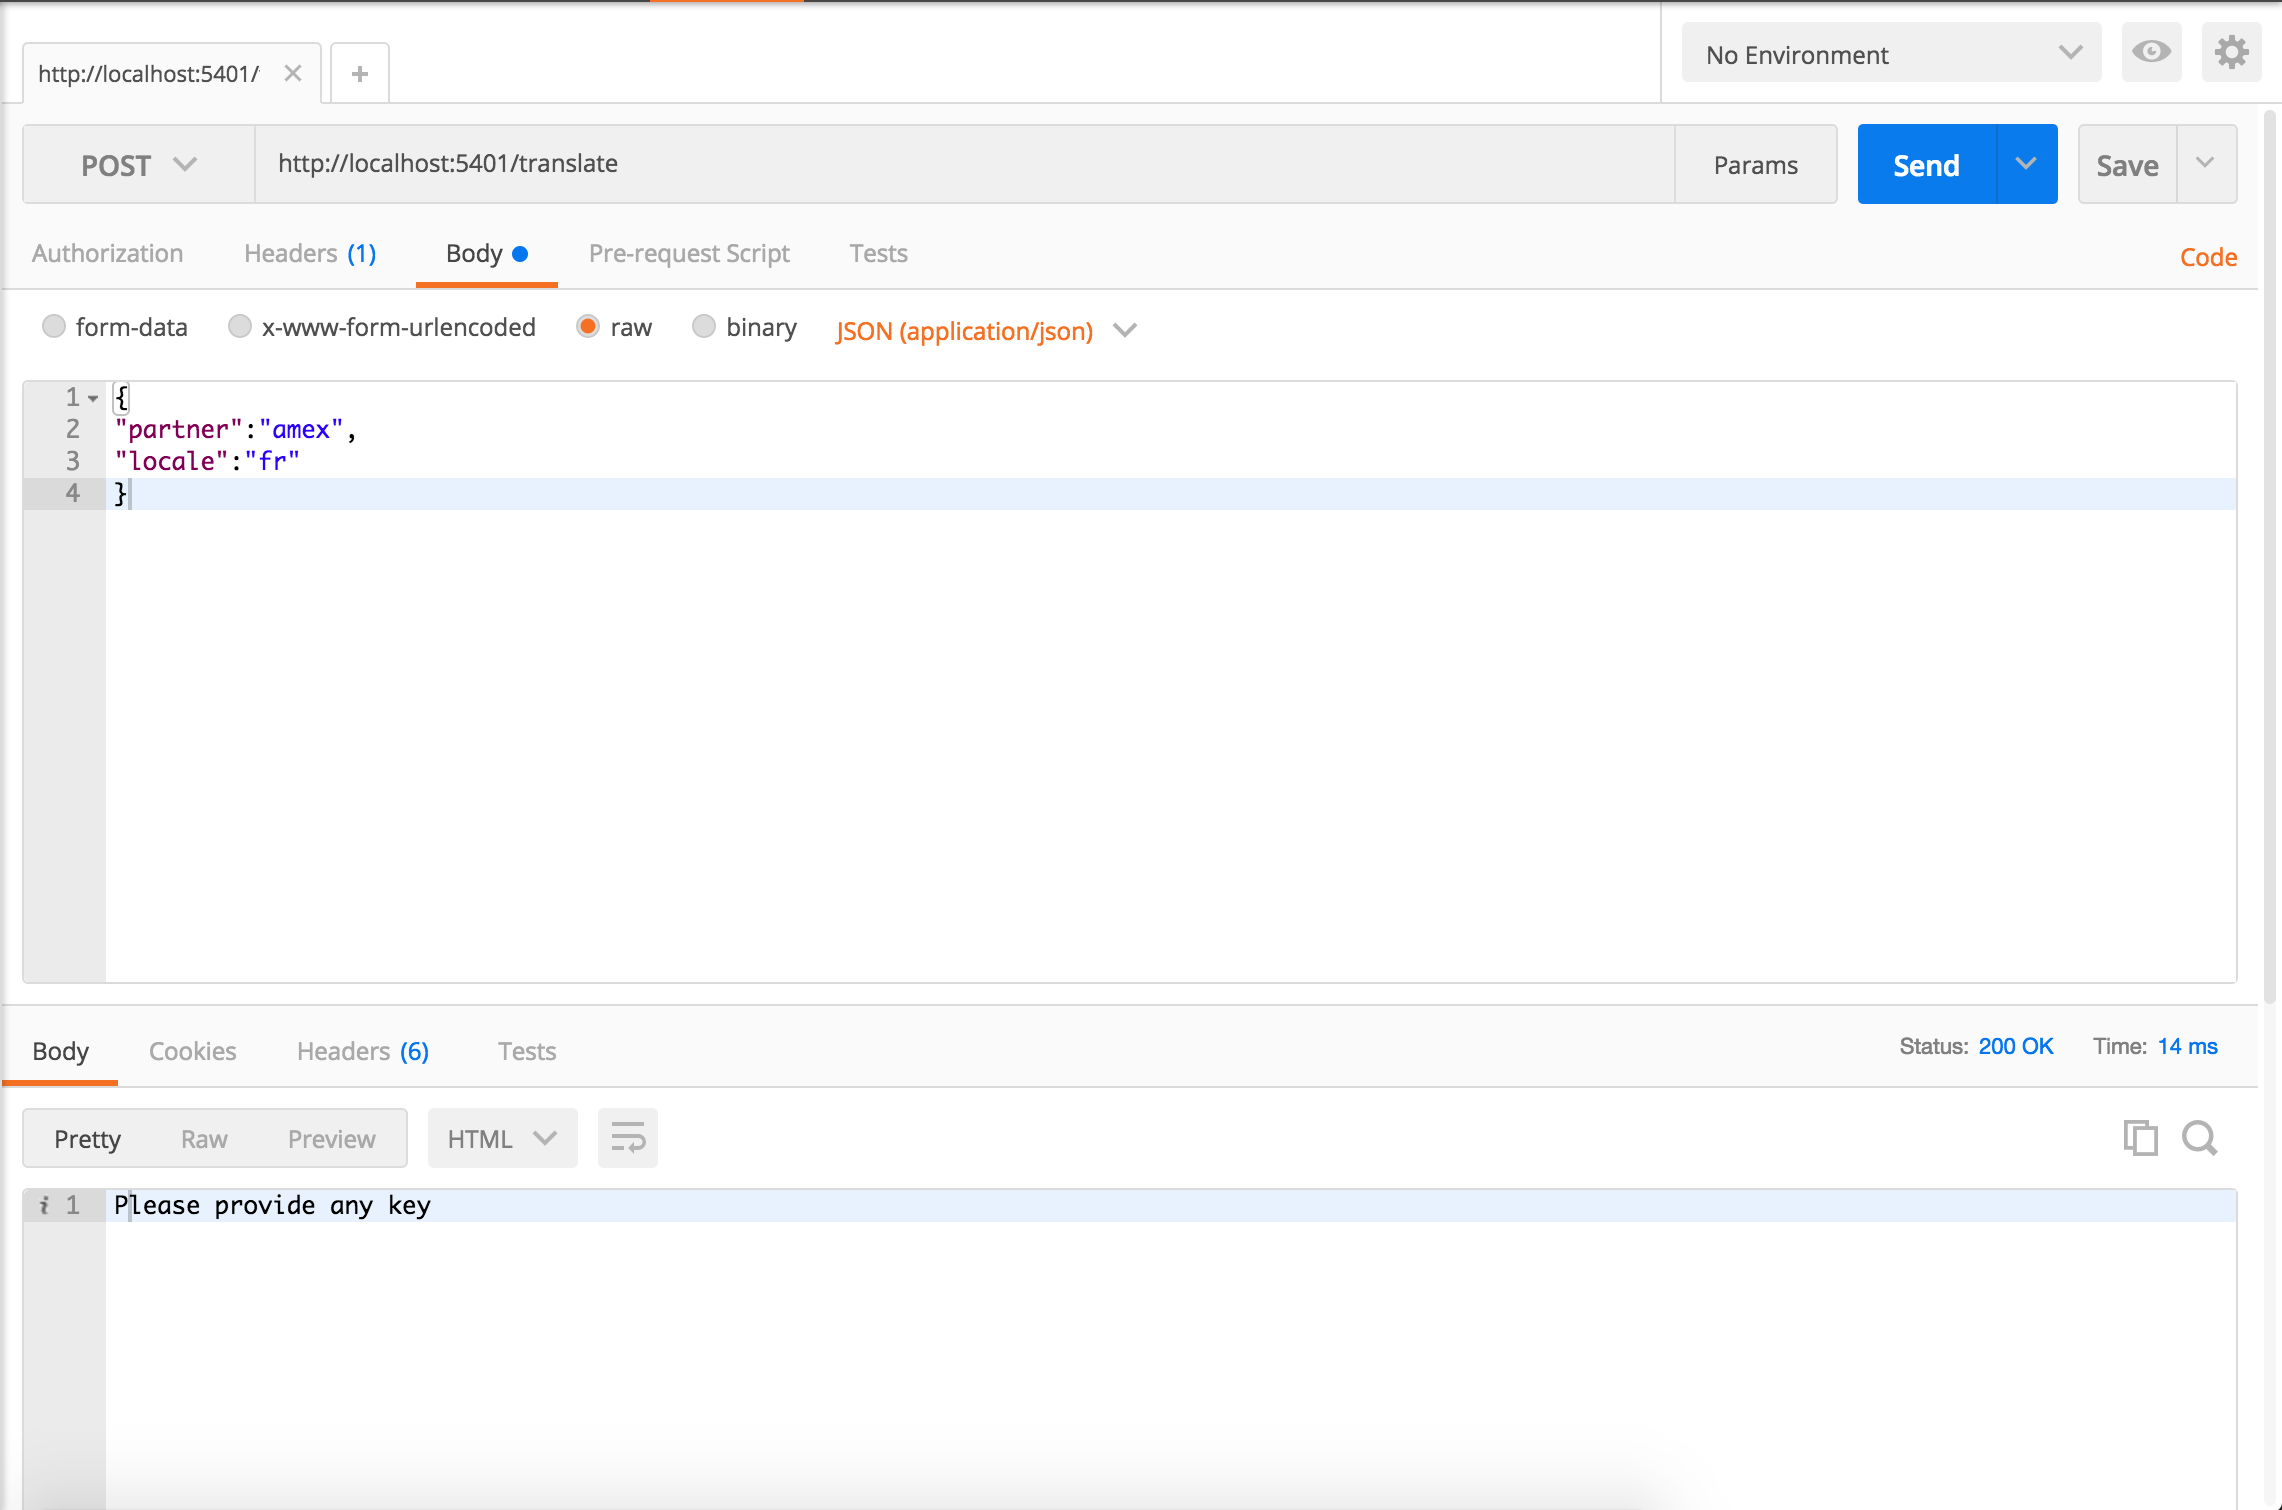 http://localhost:5401/
No Environment
POST
http://localhost:5401/translate
Params
Send
Save
Authorization
Headers (1)
Body
Pre-request Script
Tests
Code
form-data
x-www-form-urlencoded
raw
binary
JSON (application/json)
1 {
2 "partner":"amex",
3 "locale":"fr"
4 }
Body
Cookies
Headers (6)
Tests
Status: 200 OK
Time: 14 ms
Pretty
Raw
Preview
HTML
i 1 Please provide any key